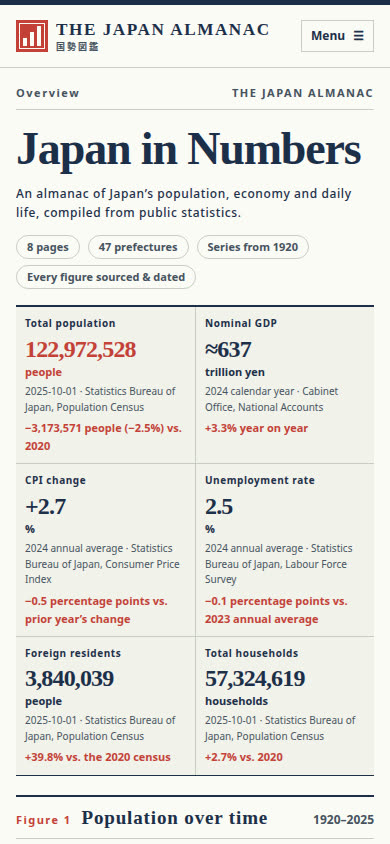 THE JAPAN ALMANAC
国勢図鑑
Menu ☰
Overview
THE JAPAN ALMANAC
Japan in Numbers
An almanac of Japan’s population, economy and daily
life, compiled from public statistics.
8 pages
47 prefectures
Series from 1920
Every figure sourced & dated
Total population
122,972,528
people
2025-10-01 · Statistics Bureau of
Japan, Population Census
−3,173,571 people (−2.5%) vs.
2020
Nominal GDP
≈637
trillion yen
2024 calendar year · Cabinet
Office, National Accounts
+3.3% year on year
CPI change
+2.7
%
2024 annual average · Statistics
Bureau of Japan, Consumer Price
Index
−0.5 percentage points vs.
prior year’s change
Unemployment rate
2.5
%
2024 annual average · Statistics
Bureau of Japan, Labour Force
Survey
−0.1 percentage points vs.
2023 annual average
Foreign residents
3,840,039
people
2025-10-01 · Statistics Bureau of
Japan, Population Census
+39.8% vs. the 2020 census
Total households
57,324,619
households
2025-10-01 · Statistics Bureau of
Japan, Population Census
+2.7% vs. 2020
Figure 1 Population over time 1920–2025